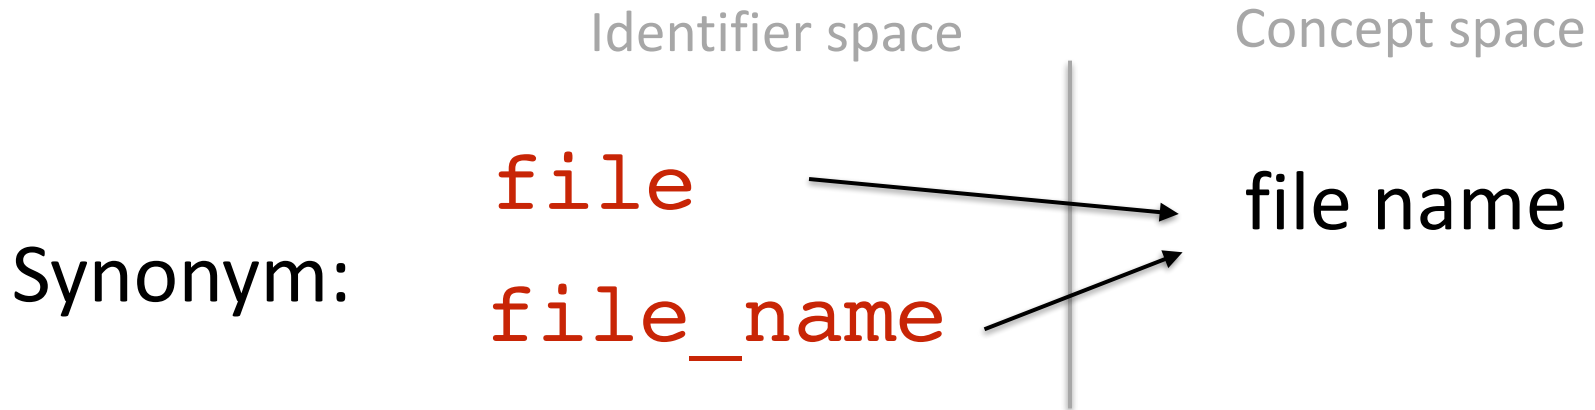 Identifier space
Concept space
file
file name
Synonym:
file_name